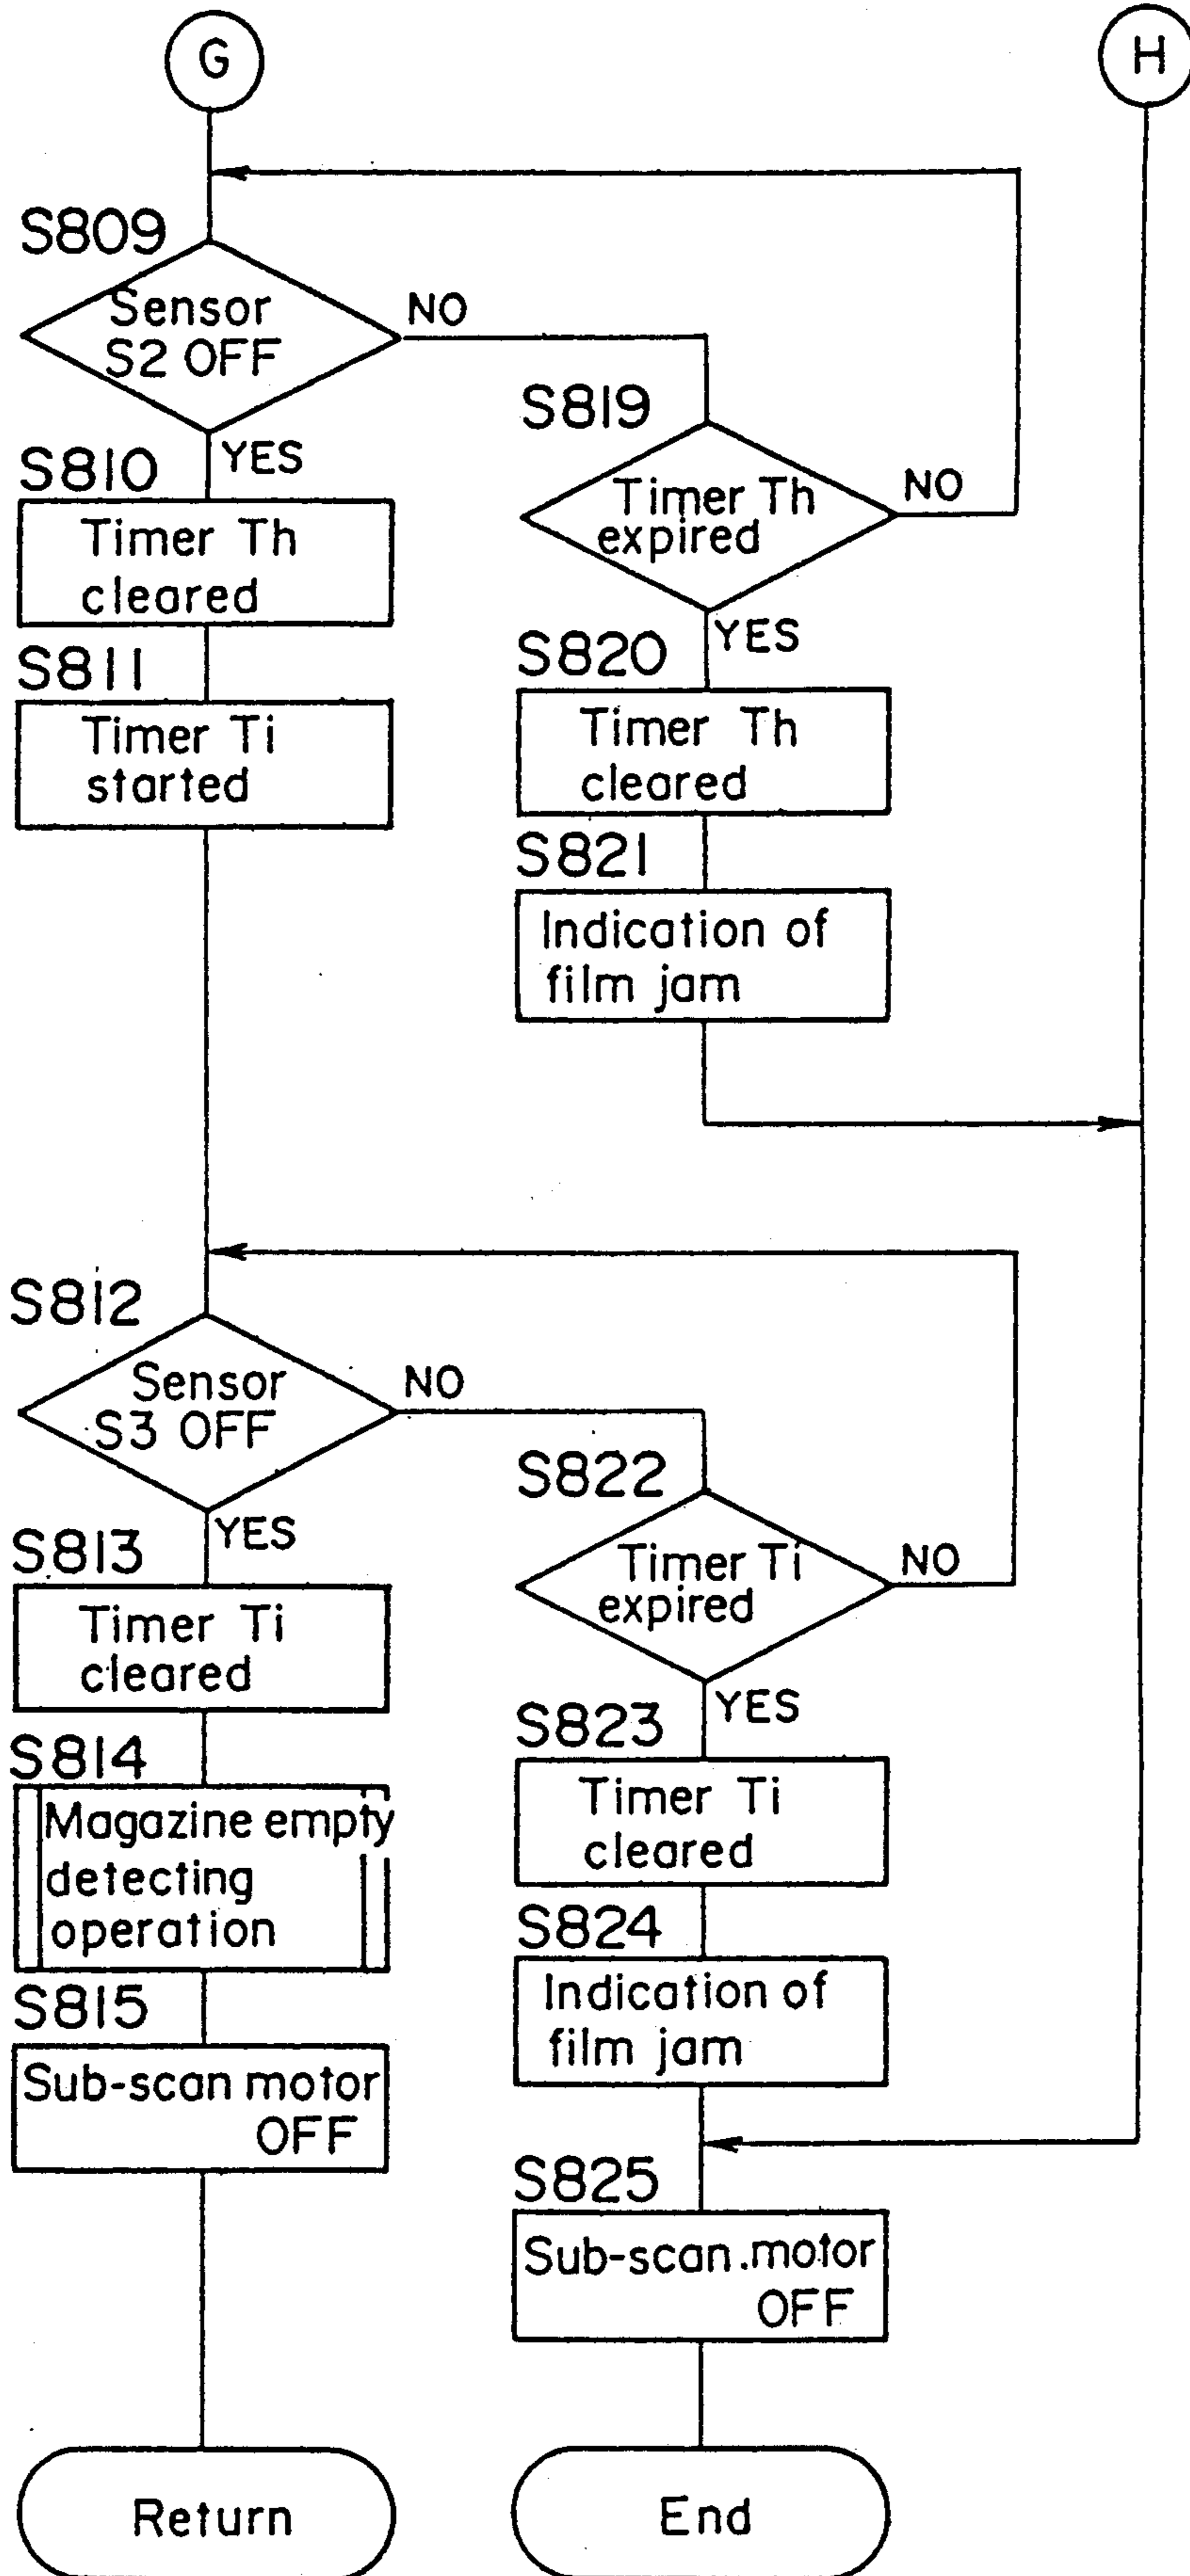 G
H
S809
Sensor
S2 OFF
NO
YES
S819
Timer Th
expired
NO
YES
S810
Timer Th
cleared
S811
Timer Ti
started
S820
Timer Th
cleared
S821
Indication of
film jam
S812
Sensor
S3 OFF
NO
YES
S822
Timer Ti
expired
NO
YES
S813
Timer Ti
cleared
S814
Magazine empty
detecting
operation
S815
Sub-scan motor
OFF
S823
Timer Ti
cleared
S824
Indication of
film jam
S825
Sub-scan motor
OFF
Return
End